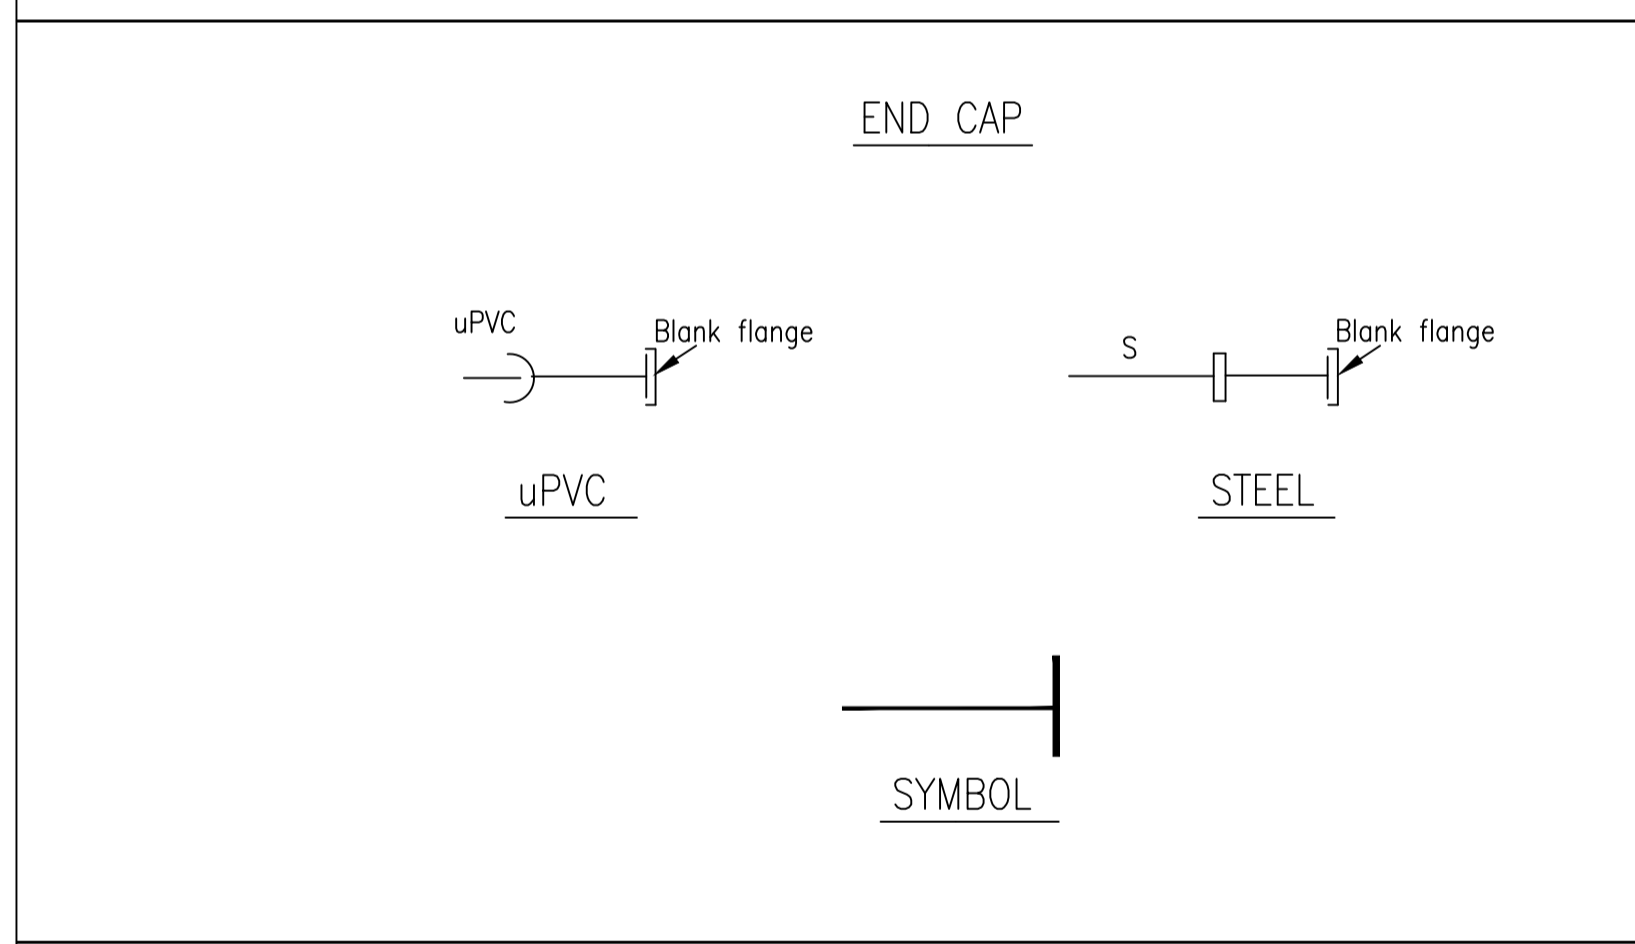 END CAP
uPVC
Blank flange
S
Blank flange
uPVC
STEEL
SYMBOL